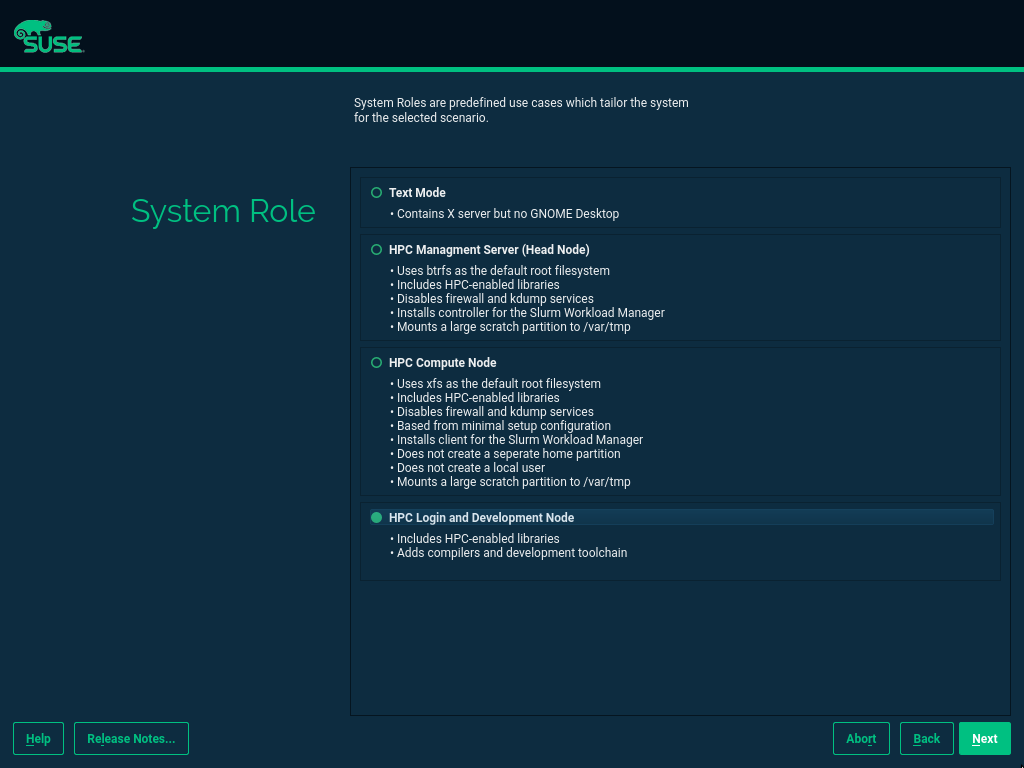 SUSE
System Roles are predefined use cases which tailor the system
for the selected scenario.
System Role
Text Mode
• Contains X server but no GNOME Desktop
HPC Managment Server (Head Node)
• Uses btrfs as the default root filesystem
• Includes HPC-enabled libraries
• Disables firewall and kdump services
• Installs controller for the Slurm Workload Manager
• Mounts a large scratch partition to /var/tmp
HPC Compute Node
• Uses xfs as the default root filesystem
• Includes HPC-enabled libraries
• Disables firewall and kdump services
• Based from minimal setup configuration
• Installs client for the Slurm Workload Manager
• Does not create a seperate home partition
• Does not create a local user
• Mounts a large scratch partition to /var/tmp
HPC Login and Development Node
• Includes HPC-enabled libraries
• Adds compilers and development toolchain
Help Release Notes... Abort Back Next